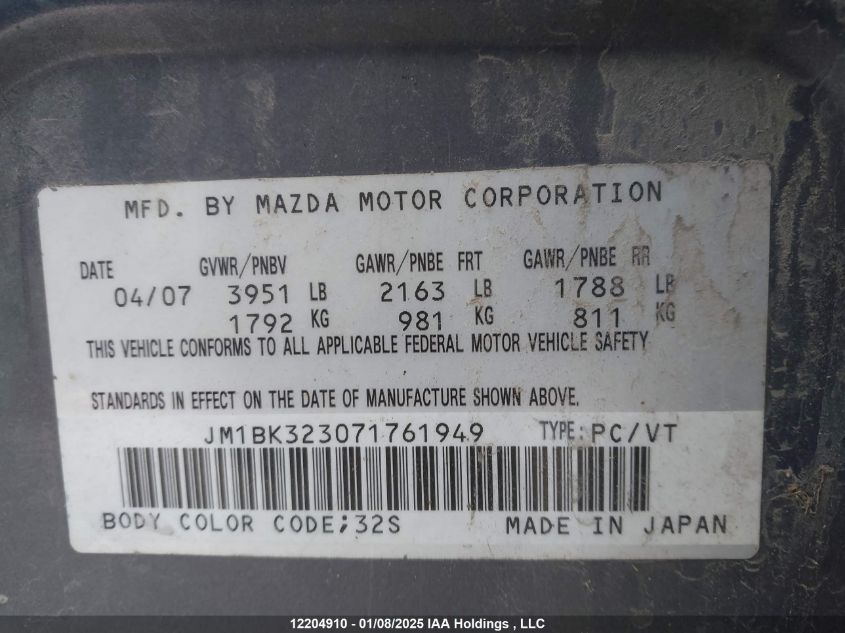 MFD. BY MAZDA MOTOR CORPORATION
DATE GVWR/PNBV GAWR/PNBE FRT GAWR/PNBE RR
04/07 3951 LB 2163 LB 1788 LB
1792 KG 981 KG 811 KG
THIS VEHICLE CONFORMS TO ALL APPLICABLE FEDERAL MOTOR VEHICLE SAFETY
STANDARDS IN EFFECT ON THE DATE OF MANUFACTURE SHOWN ABOVE.
JM1BK323071761949 TYPE:PC/VT
BODY COLOR CODE;32S MADE IN JAPAN
12204910 - 01/08/2025 IAA Holdings , LLC